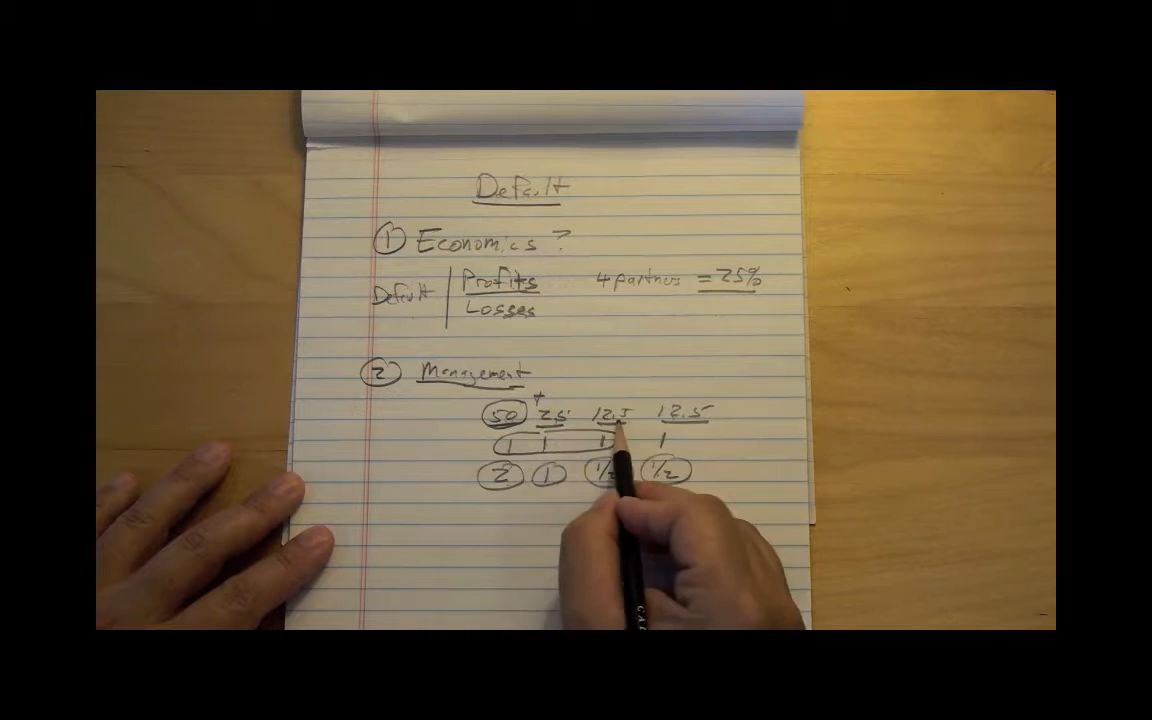 Default
① Economics ?
Default | Profits 4 partners = 25%
Losses
② Management
50 + 25 12.5 12.5
1 1 1 1
2 1 1/2 1/2